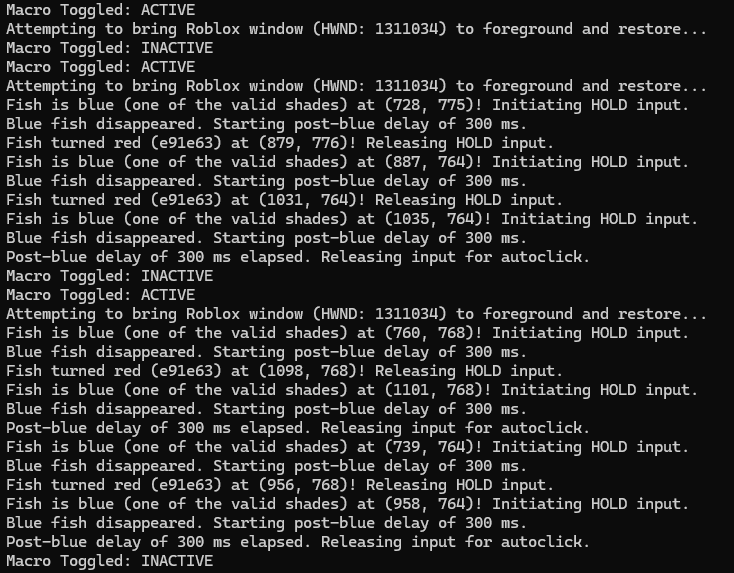 Macro Toggled: ACTIVE
Attempting to bring Roblox window (HWND: 1311034) to foreground and restore...
Macro Toggled: INACTIVE
Macro Toggled: ACTIVE
Attempting to bring Roblox window (HWND: 1311034) to foreground and restore...
Fish is blue (one of the valid shades) at (728, 775)! Initiating HOLD input.
Blue fish disappeared. Starting post-blue delay of 300 ms.
Fish turned red (e91e63) at (879, 776)! Releasing HOLD input.
Fish is blue (one of the valid shades) at (887, 764)! Initiating HOLD input.
Blue fish disappeared. Starting post-blue delay of 300 ms.
Fish turned red (e91e63) at (1031, 764)! Releasing HOLD input.
Fish is blue (one of the valid shades) at (1035, 764)! Initiating HOLD input.
Blue fish disappeared. Starting post-blue delay of 300 ms.
Post-blue delay of 300 ms elapsed. Releasing input for autoclick.
Macro Toggled: INACTIVE
Macro Toggled: ACTIVE
Attempting to bring Roblox window (HWND: 1311034) to foreground and restore...
Fish is blue (one of the valid shades) at (760, 768)! Initiating HOLD input.
Blue fish disappeared. Starting post-blue delay of 300 ms.
Fish turned red (e91e63) at (1098, 768)! Releasing HOLD input.
Fish is blue (one of the valid shades) at (1101, 768)! Initiating HOLD input.
Blue fish disappeared. Starting post-blue delay of 300 ms.
Post-blue delay of 300 ms elapsed. Releasing input for autoclick.
Fish is blue (one of the valid shades) at (739, 764)! Initiating HOLD input.
Blue fish disappeared. Starting post-blue delay of 300 ms.
Fish turned red (e91e63) at (956, 768)! Releasing HOLD input.
Fish is blue (one of the valid shades) at (958, 764)! Initiating HOLD input.
Blue fish disappeared. Starting post-blue delay of 300 ms.
Post-blue delay of 300 ms elapsed. Releasing input for autoclick.
Macro Toggled: INACTIVE